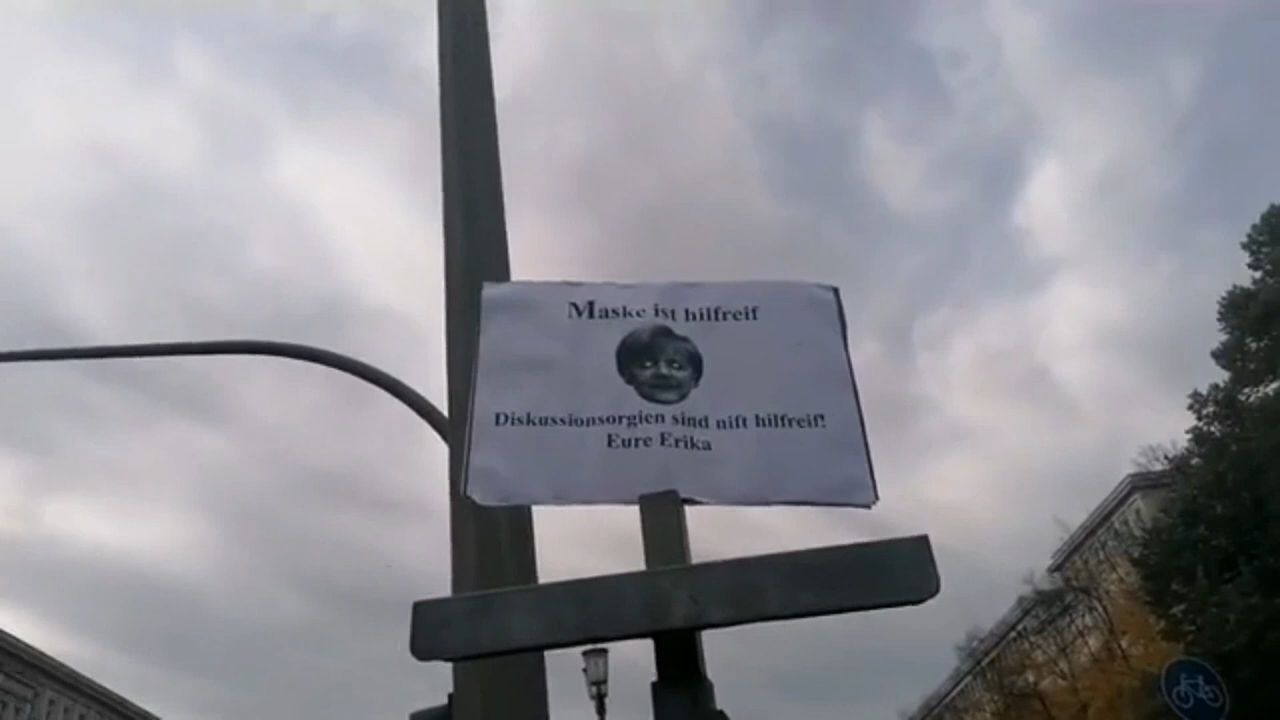 Maske ist hilfreif
Diskussionsorgien sind nift hilfreif!
Eure Erika